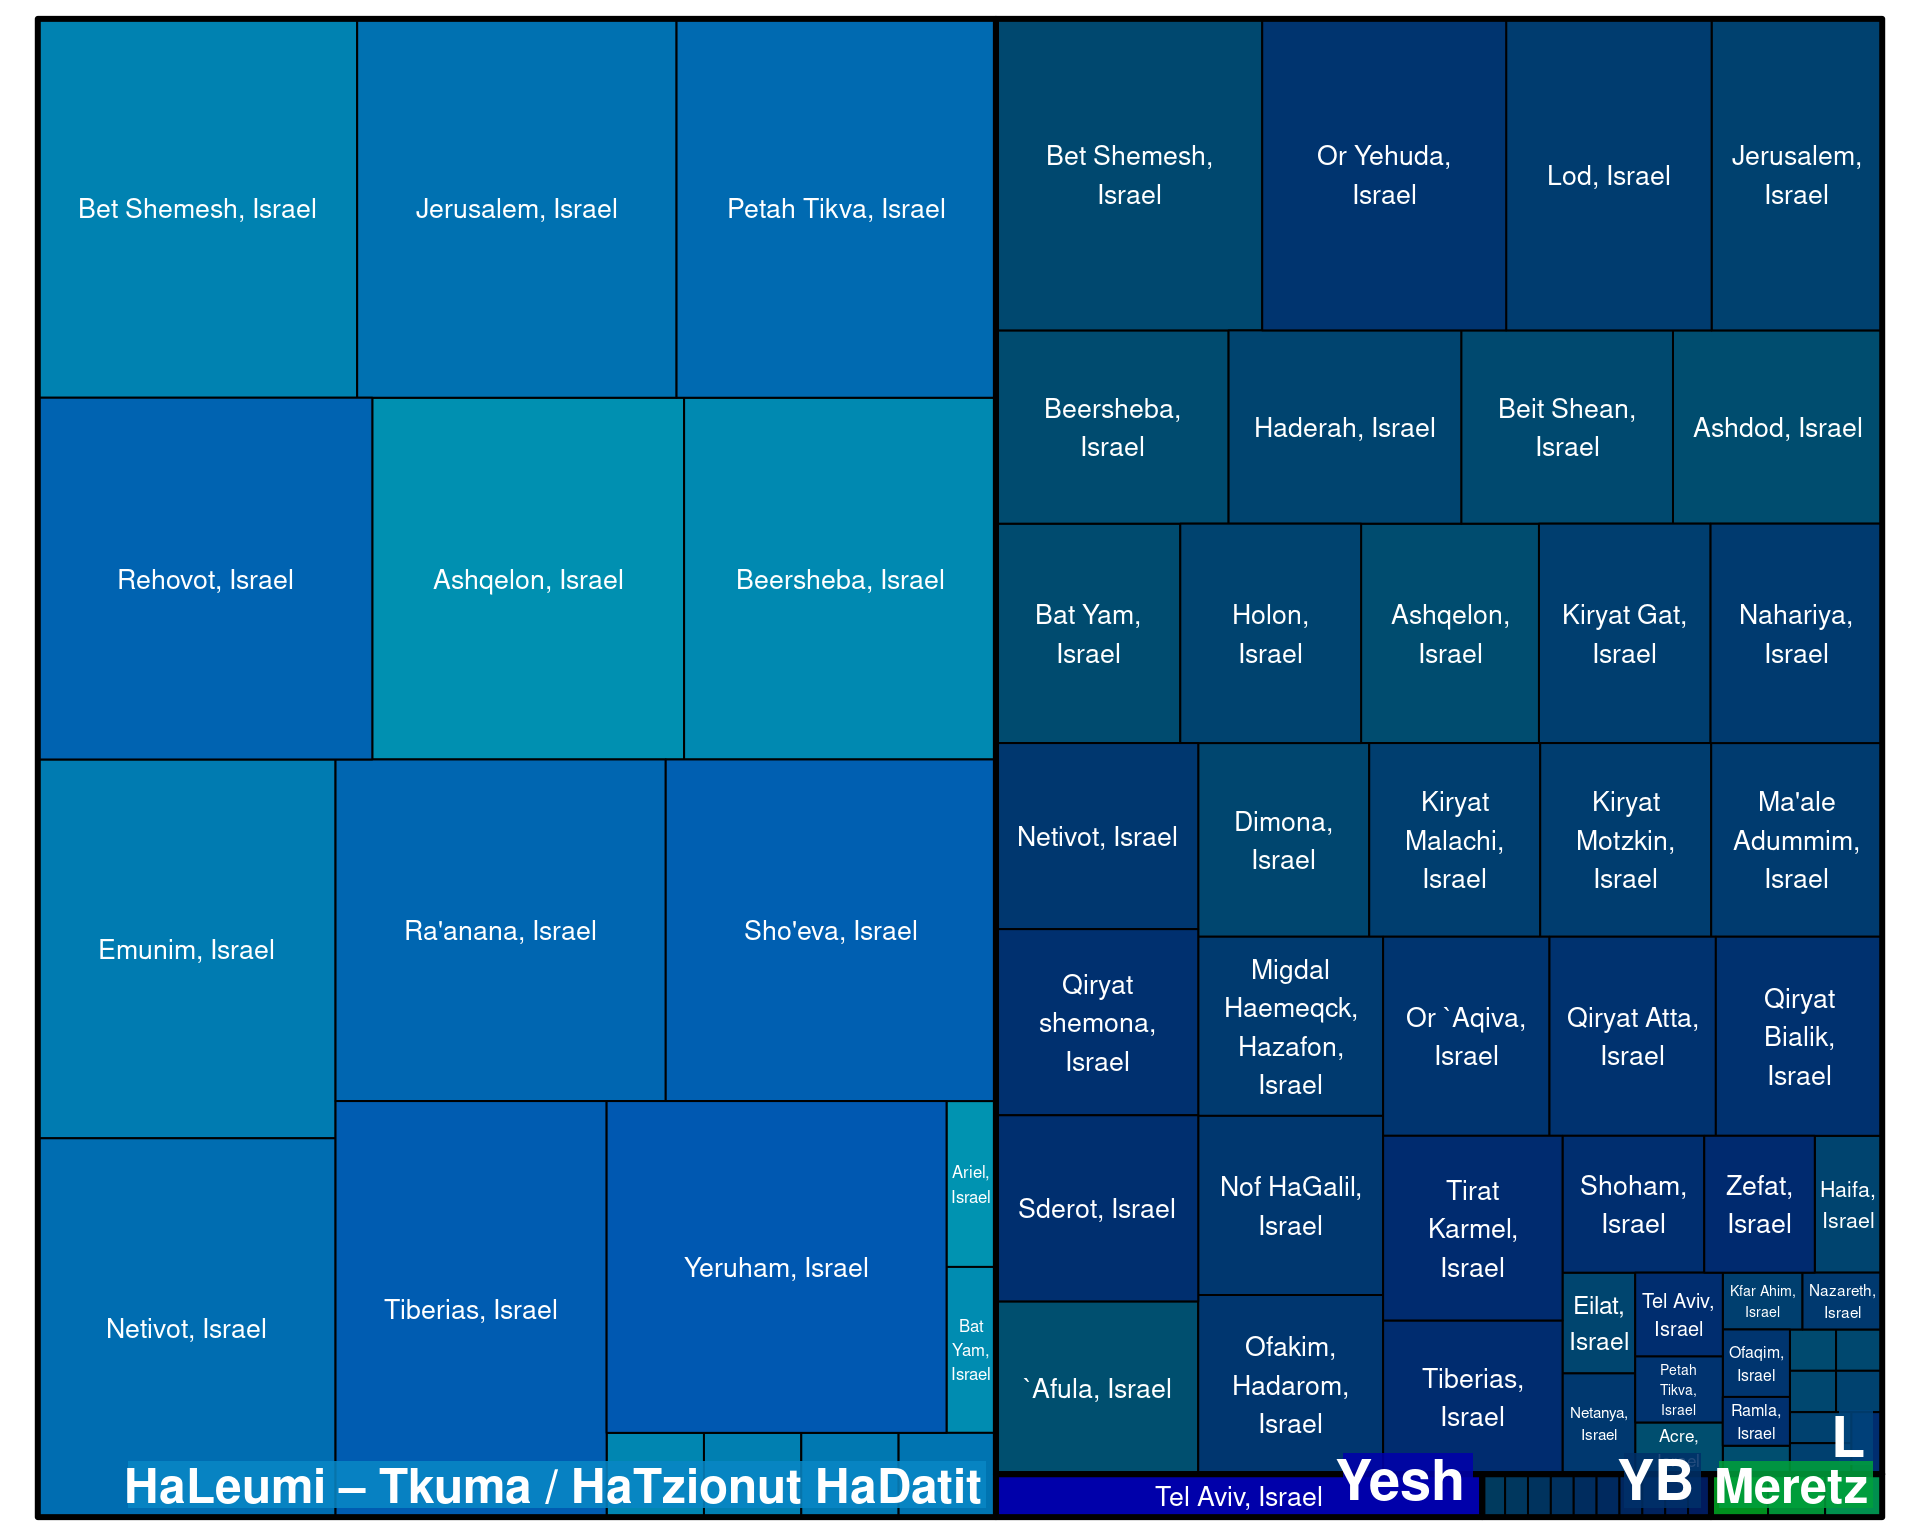 Bet Shemesh, Israel
Jerusalem, Israel
Petah Tikva, Israel
Rehovot, Israel
Ashqelon, Israel
Beersheba, Israel
Emunim, Israel
Ra'anana, Israel
Sho'eva, Israel
Netivot, Israel
Tiberias, Israel
Yeruham, Israel
Ariel,
Israel
Bat
Yam,
Israel
HaLeumi – Tkuma / HaTzionut HaDatit
Bet Shemesh,
Israel
Or Yehuda,
Israel
Lod, Israel
Jerusalem,
Israel
Beersheba,
Israel
Haderah, Israel
Beit Shean,
Israel
Ashdod, Israel
Bat Yam,
Israel
Holon,
Israel
Ashqelon,
Israel
Kiryat Gat,
Israel
Nahariya,
Israel
Netivot, Israel
Dimona,
Israel
Kiryat
Malachi,
Israel
Kiryat
Motzkin,
Israel
Ma'ale
Adummim,
Israel
Qiryat
shemona,
Israel
Migdal
Haemeqck,
Hazafon,
Israel
Or `Aqiva,
Israel
Qiryat Atta,
Israel
Qiryat
Bialik,
Israel
Sderot, Israel
Nof HaGalil,
Israel
Tirat
Karmel,
Israel
Shoham,
Israel
Zefat,
Israel
Haifa,
Israel
`Afula, Israel
Ofakim,
Hadarom,
Israel
Tiberias,
Israel
Eilat,
Israel
Tel Aviv,
Israel
Kfar Ahim,
Israel
Nazareth,
Israel
Netanya,
Israel
Petah
Tikva,
Israel
Ofaqim,
Israel
Ramla,
Israel
Acre,
L
Tel Aviv, Israel
Yesh
YB
Meretz